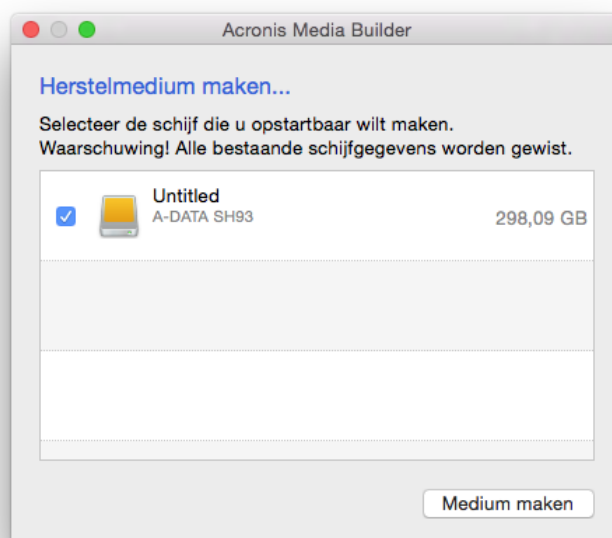 Acronis Media Builder
Herstelmedium maken...
Selecteer de schijf die u opstartbaar wilt maken.
Waarschuwing! Alle bestaande schijfgegevens worden gewist.
Untitled
A-DATA SH93
298,09 GB
Medium maken